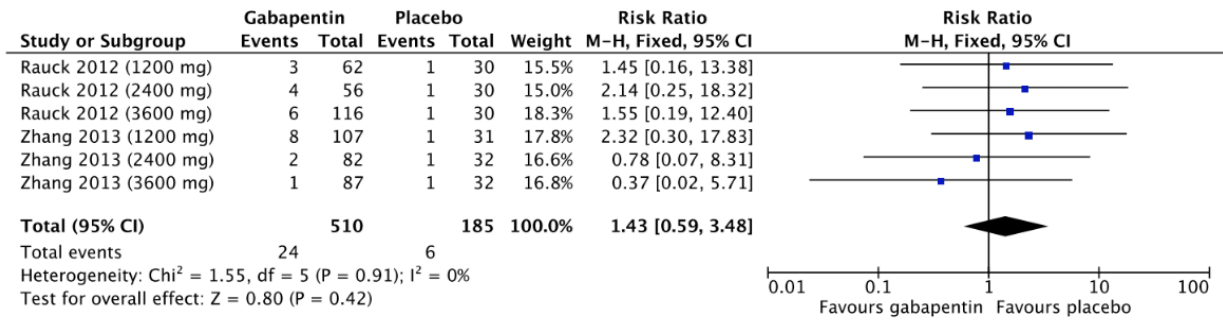 Gabapentin Placebo Risk Ratio Risk Ratio
Study or Subgroup Events Total Events Total Weight M-H, Fixed, 95% CI M-H, Fixed, 95% CI
Rauck 2012 (1200 mg) 3 62 1 30 15.5% 1.45 [0.16, 13.38]
Rauck 2012 (2400 mg) 4 56 1 30 15.0% 2.14 [0.25, 18.32]
Rauck 2012 (3600 mg) 6 116 1 30 18.3% 1.55 [0.19, 12.40]
Zhang 2013 (1200 mg) 8 107 1 31 17.8% 2.32 [0.30, 17.83]
Zhang 2013 (2400 mg) 2 82 1 32 16.6% 0.78 [0.07, 8.31]
Zhang 2013 (3600 mg) 1 87 1 32 16.8% 0.37 [0.02, 5.71]
Total (95% CI) 510 185 100.0% 1.43 [0.59, 3.48]
Total events 24 6
Heterogeneity: Chi² = 1.55, df = 5 (P = 0.91); I² = 0%
Test for overall effect: Z = 0.80 (P = 0.42)
0.01 0.1 1 10 100
Favours gabapentin Favours placebo